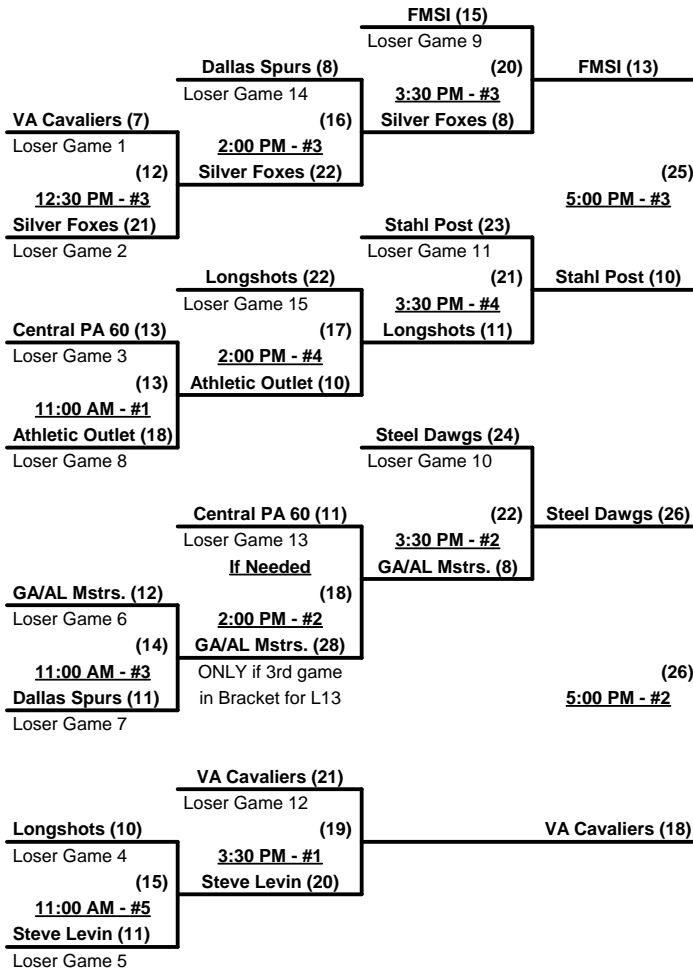 FMSI (15)
Loser Game 9
Dallas Spurs (8)
(20)
FMSI (13)
Loser Game 14
3:30 PM - #3
VA Cavaliers (7)
(16)
Silver Foxes (8)
Loser Game 1
2:00 PM - #3
(12)
Silver Foxes (22)
(25)
12:30 PM - #3
5:00 PM - #3
Silver Foxes (21)
Stahl Post (23)
Loser Game 2
Loser Game 11
Longshots (22)
(21)
Stahl Post (10)
Loser Game 15
3:30 PM - #4
Central PA 60 (13)
(17)
Longshots (11)
Loser Game 3
2:00 PM - #4
(13)
Athletic Outlet (10)
11:00 AM - #1
Athletic Outlet (18)
Steel Dawgs (24)
Loser Game 8
Loser Game 10
Central PA 60 (11)
(22)
Steel Dawgs (26)
Loser Game 13
3:30 PM - #2
If Needed
GA/AL Mstrs. (8)
GA/AL Mstrs. (12)
(18)
Loser Game 6
2:00 PM - #2
(14)
GA/AL Mstrs. (28)
11:00 AM - #3
ONLY if 3rd game
(26)
Dallas Spurs (11)
in Bracket for L13
5:00 PM - #2
Loser Game 7
VA Cavaliers (21)
Loser Game 12
Longshots (10)
(19)
VA Cavaliers (18)
Loser Game 4
3:30 PM - #1
(15)
Steve Levin (20)
11:00 AM - #5
Steve Levin (11)
Loser Game 5